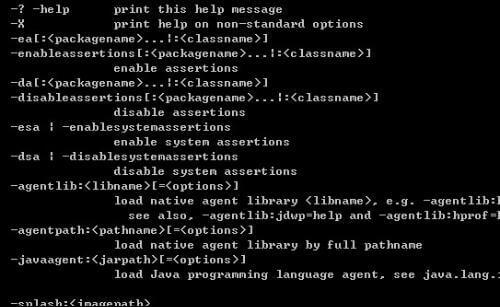 -? -help print this help message
-X print help on non-standard options
-ea[:<packagename>...|:<classname>]
-enableassertions[:<packagename>...|:<classname>]
enable assertions
-da[:<packagename>...|:<classname>]
-disableassertions[:<packagename>...|:<classname>]
disable assertions
-esa | -enablesystemassertions
enable system assertions
-dsa | -disablesystemassertions
disable system assertions
-agentlib:<libname>[=<options>]
load native agent library <libname>, e.g. -agentlib:h
see also, -agentlib:jdwp=help and -agentlib:hprof=
-agentpath:<pathname>[=<options>]
load native agent library by full pathname
-javaagent:<jarpath>[=<options>]
load Java programming language agent, see java.lang.i
-splash:<imagepath>